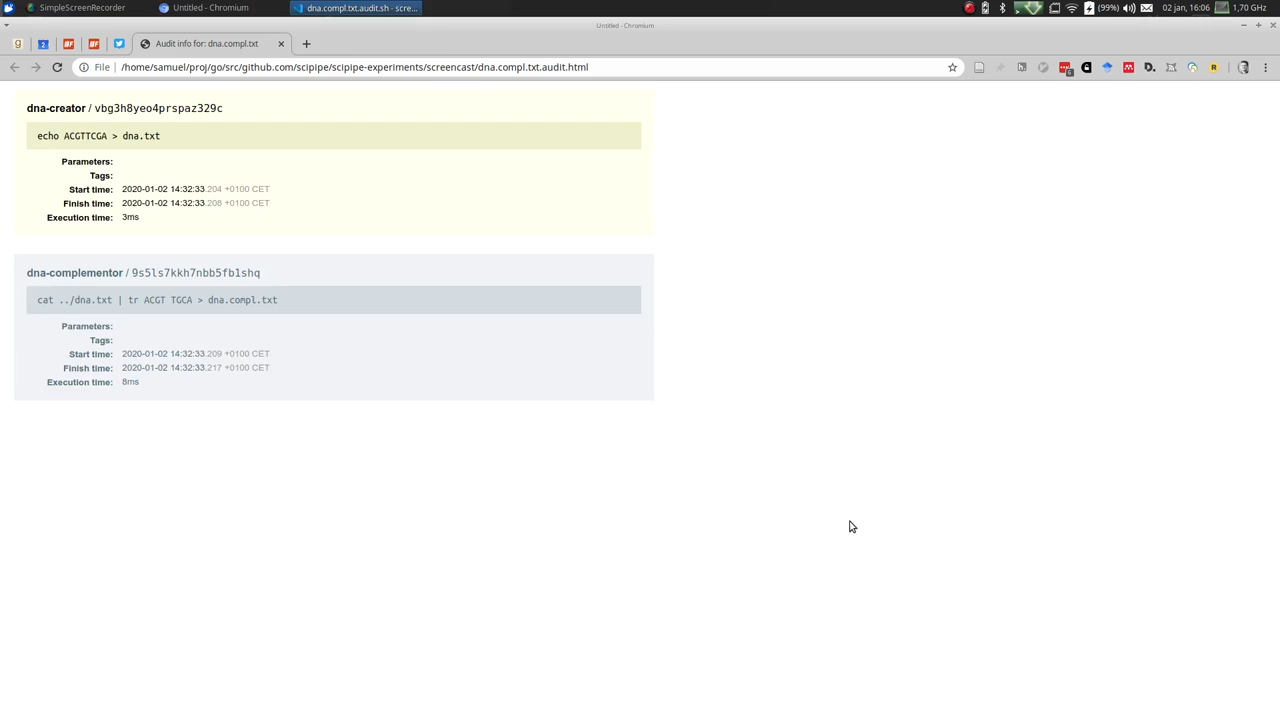 SimpleScreenRecorder
Untitled - Chromium
dna.compl.txt.audit.sh - scre...
(99%)
02 jan, 16:06
1,70 GHz
Untitled - Chromium
g
2
Audit info for: dna.compl.txt
File
/home/samuel/proj/go/src/github.com/scipipe/scipipe-experiments/screencast/dna.compl.txt.audit.html
6
D.
R
dna-creator / vbg3h8yeo4prspaz329c
echo ACGTTCGA > dna.txt
Parameters:
Tags:
Start time: 2020-01-02 14:32:33.204 +0100 CET
Finish time: 2020-01-02 14:32:33.208 +0100 CET
Execution time: 3ms
dna-complementor / 9s5ls7kkh7nbb5fb1shq
cat ../dna.txt | tr ACGT TGCA > dna.compl.txt
Parameters:
Tags:
Start time: 2020-01-02 14:32:33.209 +0100 CET
Finish time: 2020-01-02 14:32:33.217 +0100 CET
Execution time: 8ms